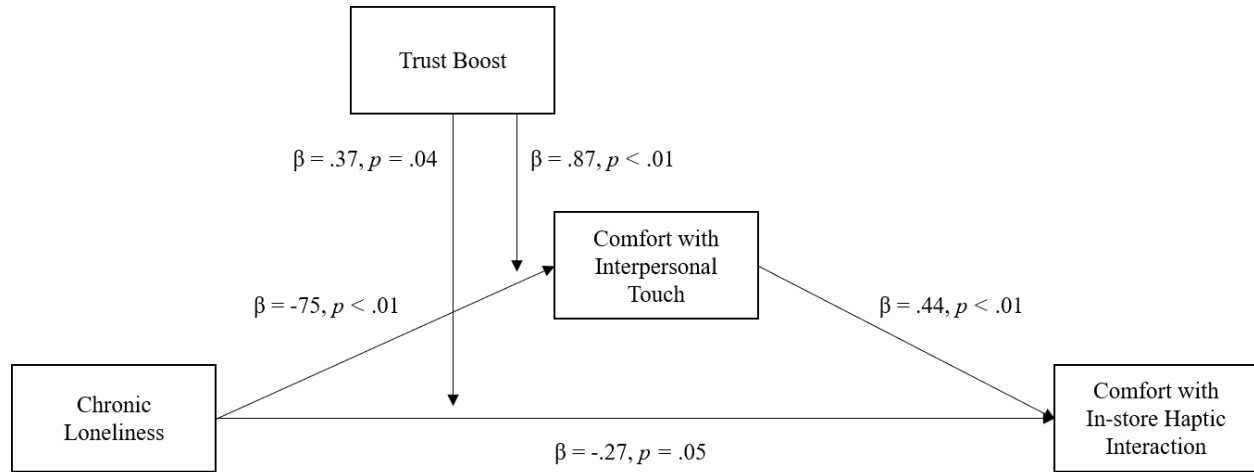 Trust Boost
β = .37, p = .04
β = .87, p < .01
Comfort with
Interpersonal
Touch
β = -75, p < .01
β = .44, p < .01
Chronic
Loneliness
Comfort with
In-store Haptic
Interaction
β = -.27, p = .05